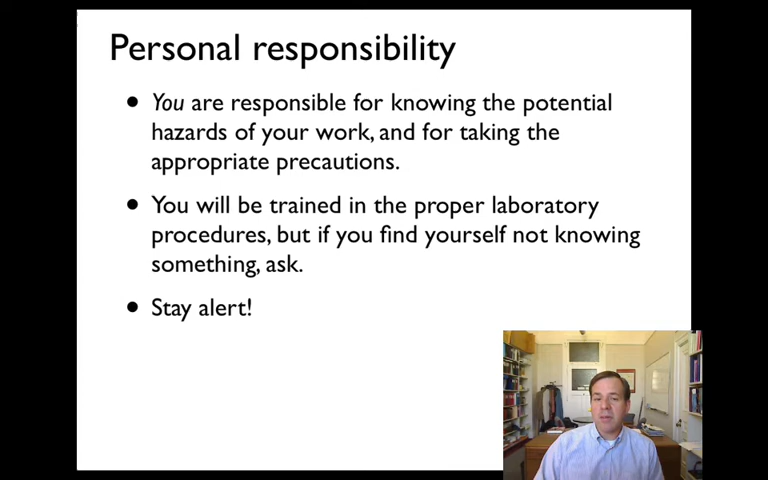 Personal responsibility
• You are responsible for knowing the potential
hazards of your work, and for taking the
appropriate precautions.
• You will be trained in the proper laboratory
procedures, but if you find yourself not knowing
something, ask.
• Stay alert!